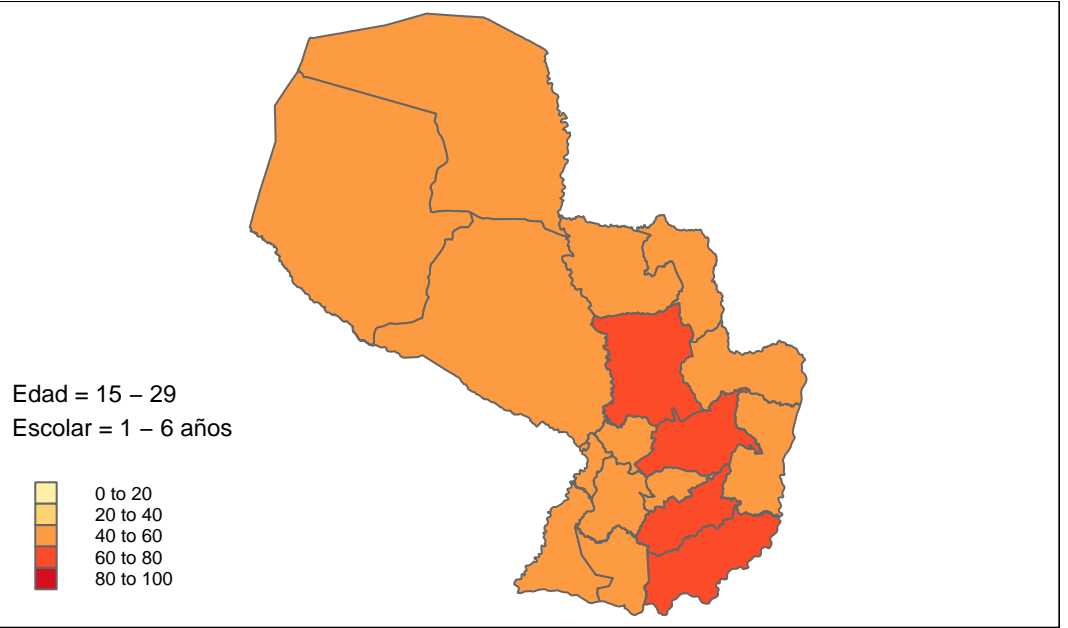 Edad = 15 – 29
Escolar = 1 – 6 años
0 to 20
20 to 40
40 to 60
60 to 80
80 to 100